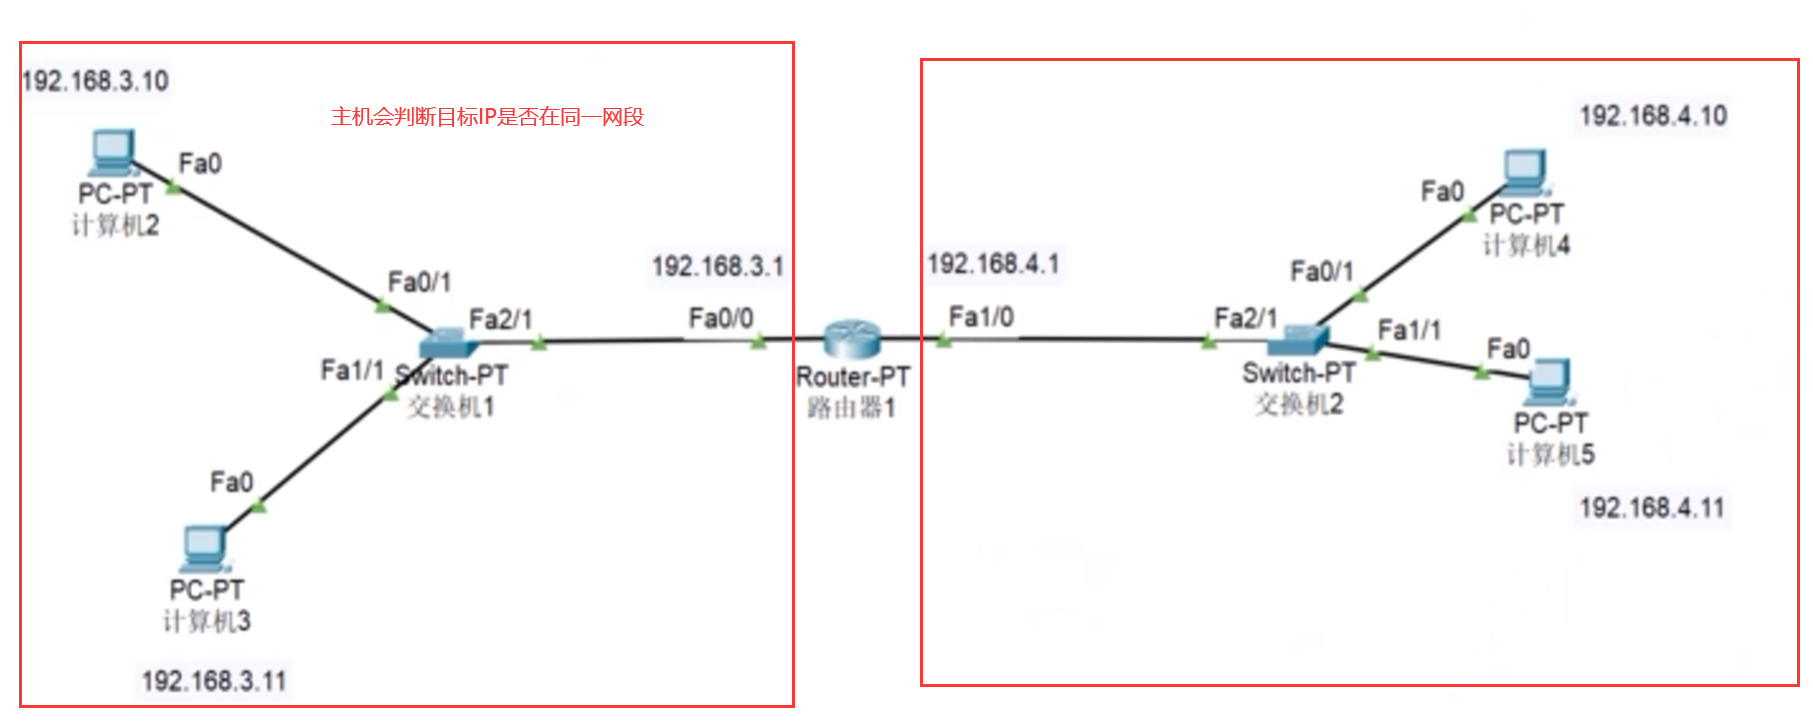 192.168.3.10
主机会判断目标IP是否在同一网段
Fa0
PC-PT
计算机2
Fa0/1
192.168.3.1
Fa2/1
Fa0/0
Fa1/1
Switch-PT
交换机1
Fa0
PC-PT
计算机3
192.168.3.11
Router-PT
路由器1
192.168.4.1
Fa1/0
192.168.4.10
Fa0
PC-PT
计算机4
Fa0/1
Fa2/1
Fa1/1
Fa0
Switch-PT
交换机2
PC-PT
计算机5
192.168.4.11